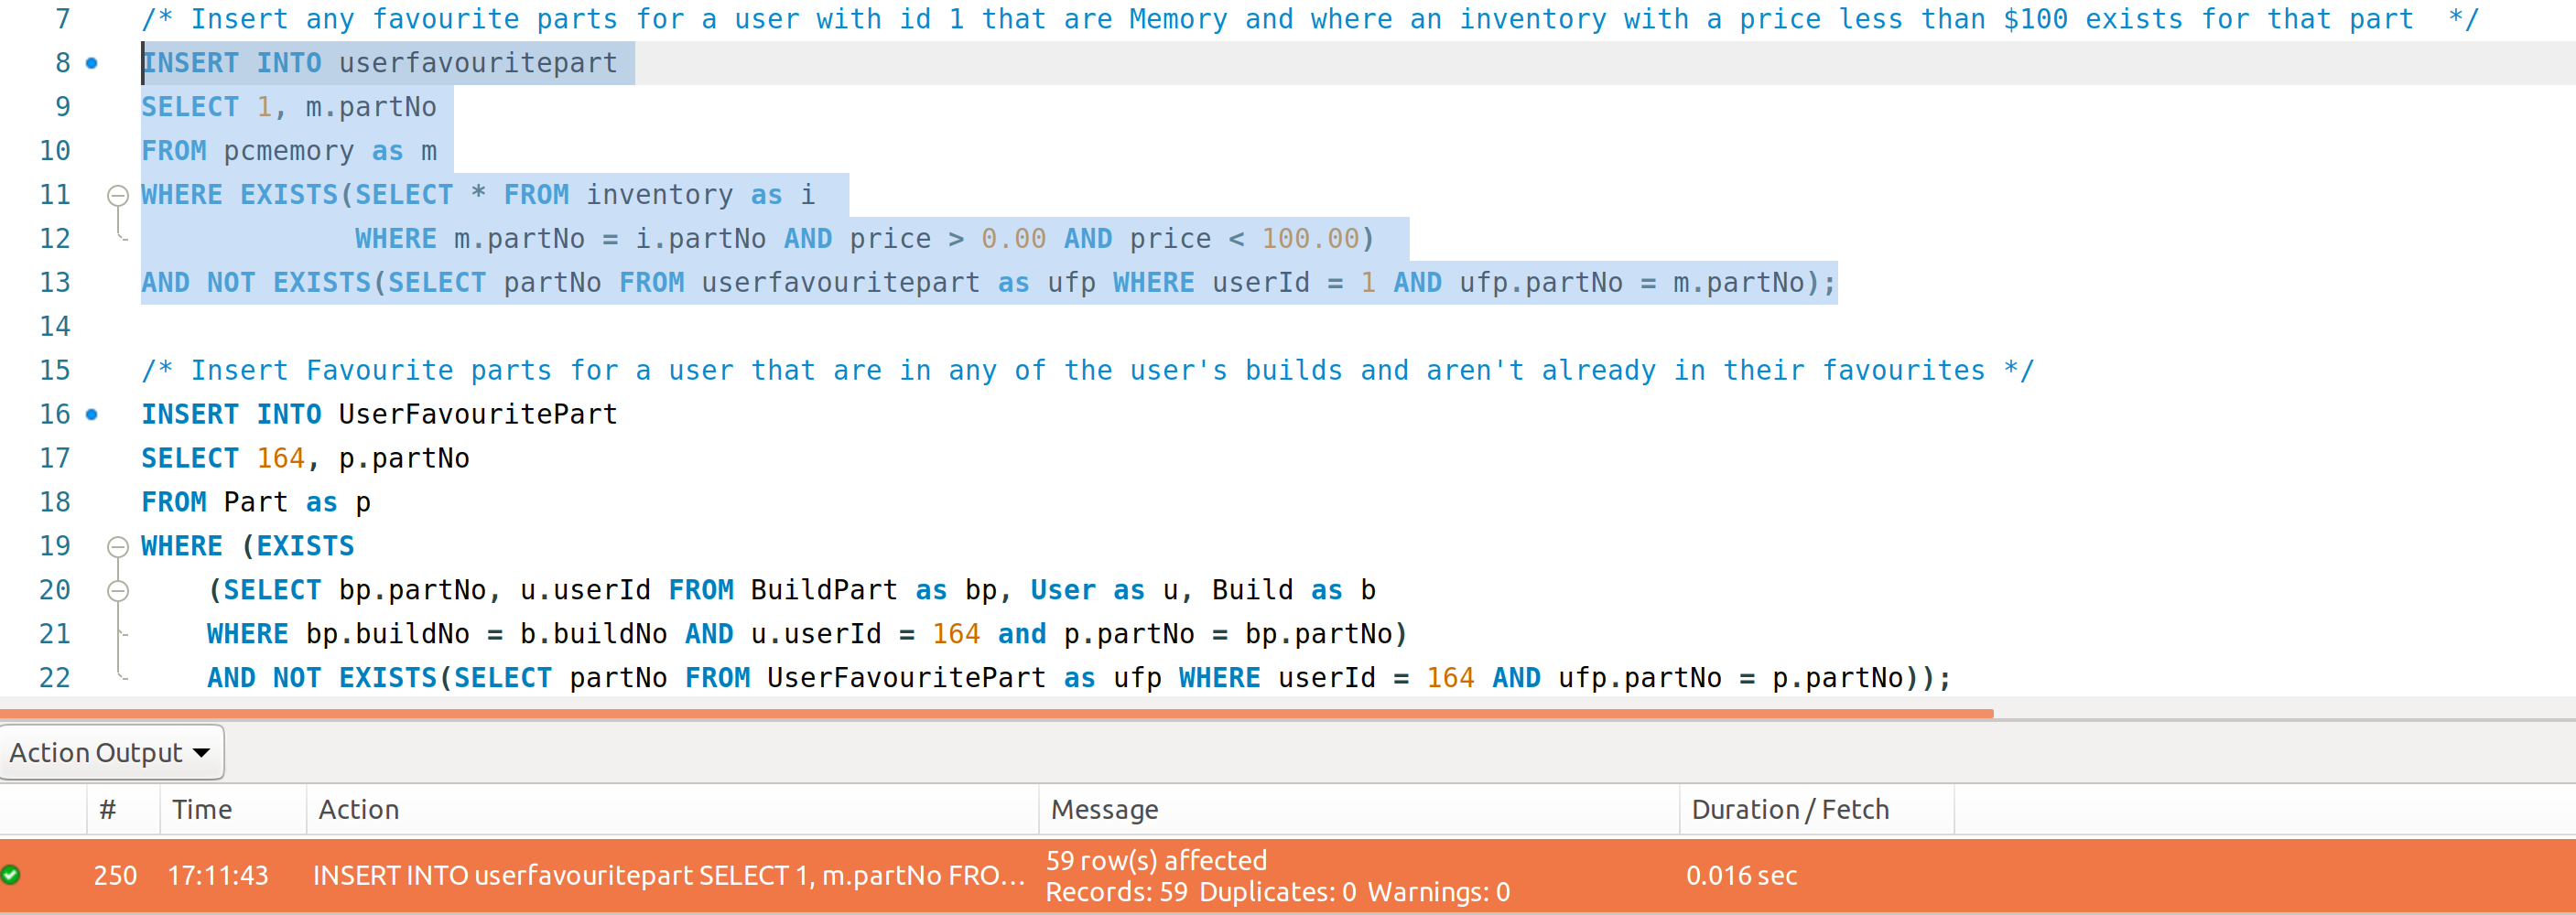 7 /* Insert any favourite parts for a user with id 1 that are Memory and where an inventory with a price less than $100 exists for that part  */
8 INSERT INTO userfavouritepart
9 SELECT 1, m.partNo
10 FROM pcmemory as m
11 WHERE EXISTS(SELECT * FROM inventory as i
12 WHERE m.partNo = i.partNo AND price > 0.00 AND price < 100.00)
13 AND NOT EXISTS(SELECT partNo FROM userfavouritepart as ufp WHERE userId = 1 AND ufp.partNo = m.partNo);
14
15 /* Insert Favourite parts for a user that are in any of the user's builds and aren't already in their favourites */
16 INSERT INTO UserFavouritePart
17 SELECT 164, p.partNo
18 FROM Part as p
19 WHERE (EXISTS
20 (SELECT bp.partNo, u.userId FROM BuildPart as bp, User as u, Build as b
21 WHERE bp.buildNo = b.buildNo AND u.userId = 164 and p.partNo = bp.partNo)
22 AND NOT EXISTS(SELECT partNo FROM UserFavouritePart as ufp WHERE userId = 164 AND ufp.partNo = p.partNo));
Action Output
# Time Action Message Duration / Fetch
250 17:11:43 INSERT INTO userfavouritepart SELECT 1, m.partNo FRO... 59 row(s) affected
Records: 59  Duplicates: 0  Warnings: 0 0.016 sec